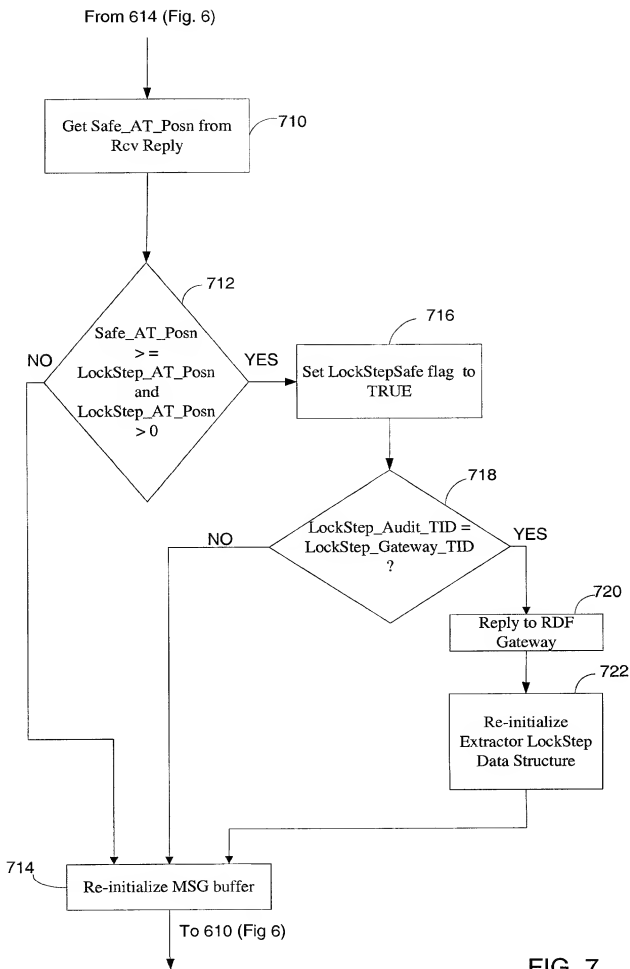 From 614 (Fig. 6)
Get Safe_AT_Posn from
Rcv Reply
710
712
Safe_AT_Posn
> =
LockStep_AT_Posn
and
LockStep_AT_Posn
> 0
NO
YES
716
Set LockStepSafe flag to
TRUE
718
LockStep_Audit_TID =
LockStep_Gateway_TID
?
NO
YES
720
Reply to RDF
Gateway
722
Re-initialize
Extractor LockStep
Data Structure
714
Re-initialize MSG buffer
To 610 (Fig 6)
FIG. 7